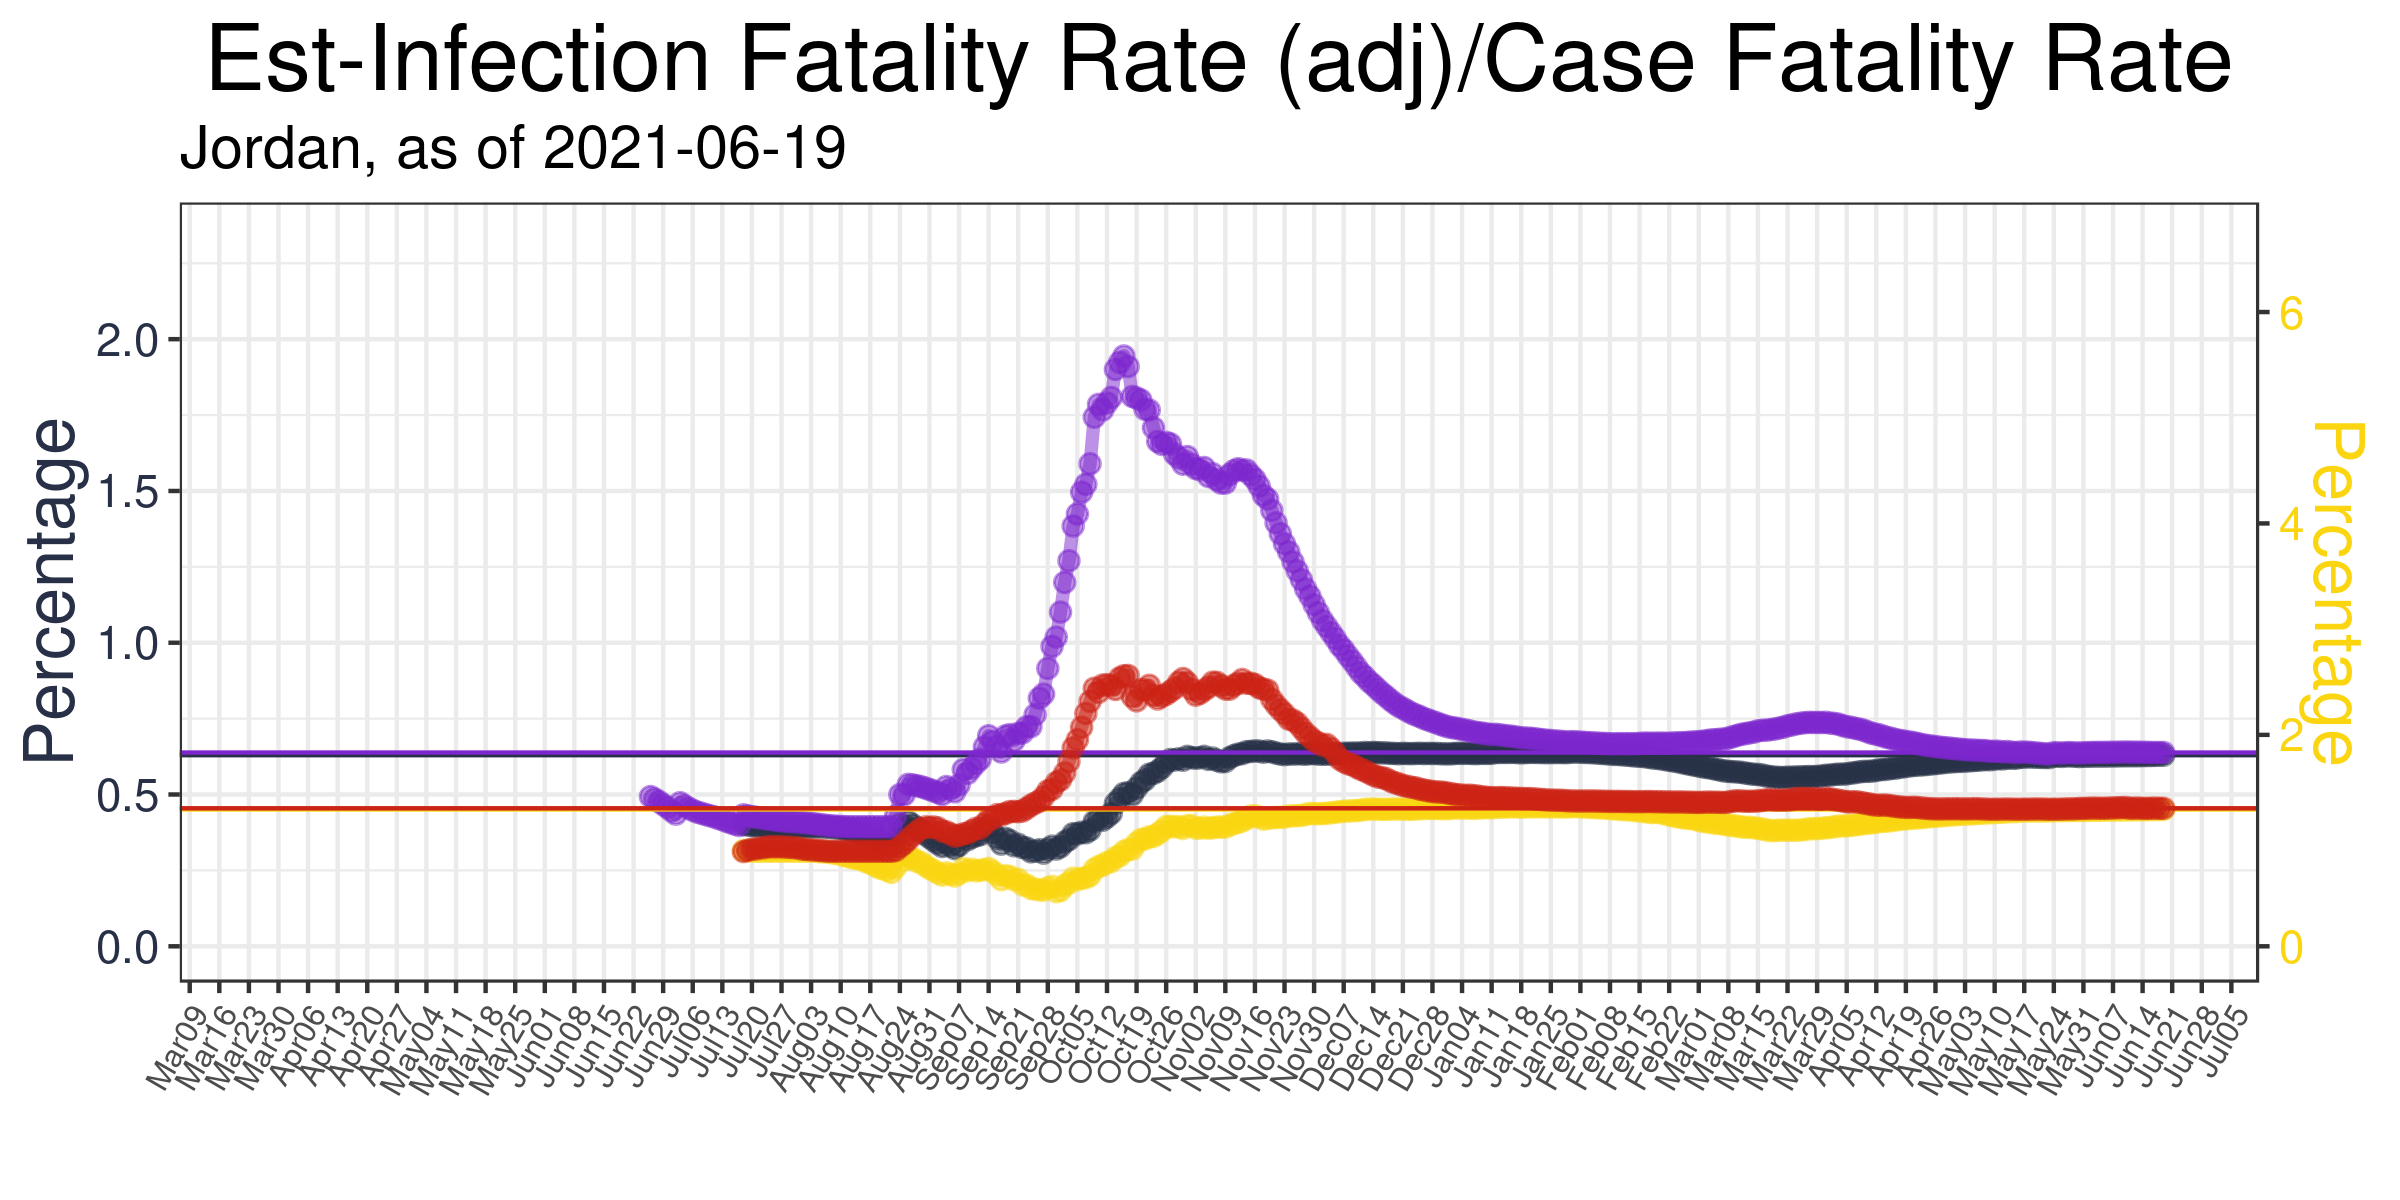 Est-Infection Fatality Rate (adj)/Case Fatality Rate
Jordan, as of 2021-06-19
Percentage
2.0
1.5
1.0
0.5
0.0
6
4
2
0
Percentage
Mar09 Mar16 Mar23 Mar30 Apr06 Apr13 Apr20 Apr27 May04 May11 May18 May25 Jun01 Jun08 Jun15 Jun22 Jun29 Jul06 Jul13 Jul20 Jul27 Aug03 Aug10 Aug17 Aug24 Aug31 Sep07 Sep14 Sep21 Sep28 Oct05 Oct12 Oct19 Oct26 Nov02 Nov09 Nov16 Nov23 Nov30 Dec07 Dec14 Dec21 Dec28 Jan04 Jan11 Jan18 Jan25 Feb01 Feb08 Feb15 Feb22 Mar01 Mar08 Mar15 Mar22 Mar29 Apr05 Apr12 Apr19 Apr26 May03 May10 May17 May24 May31 Jun07 Jun14 Jun21 Jun28 Jul05